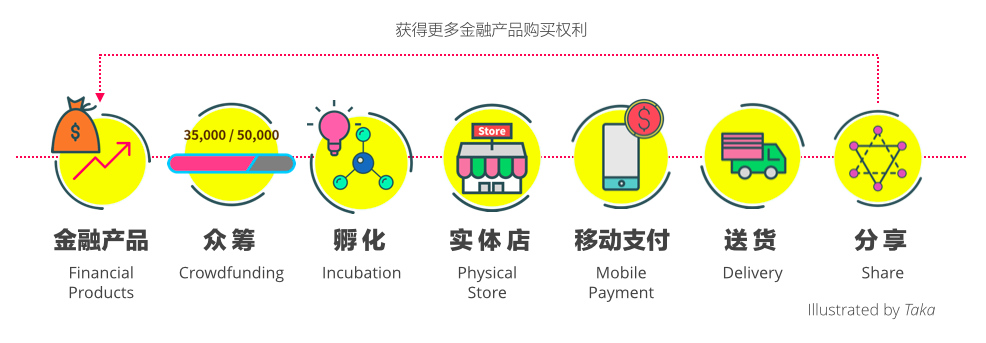 获得更多金融产品购买权利
$
35,000 / 50,000
Store
$
金融产品
众筹
孵化
实体店
移动支付
送货
分享
Financial
Products
Crowdfunding
Incubation
Physical
Store
Mobile
Payment
Delivery
Share
Illustrated by Taka